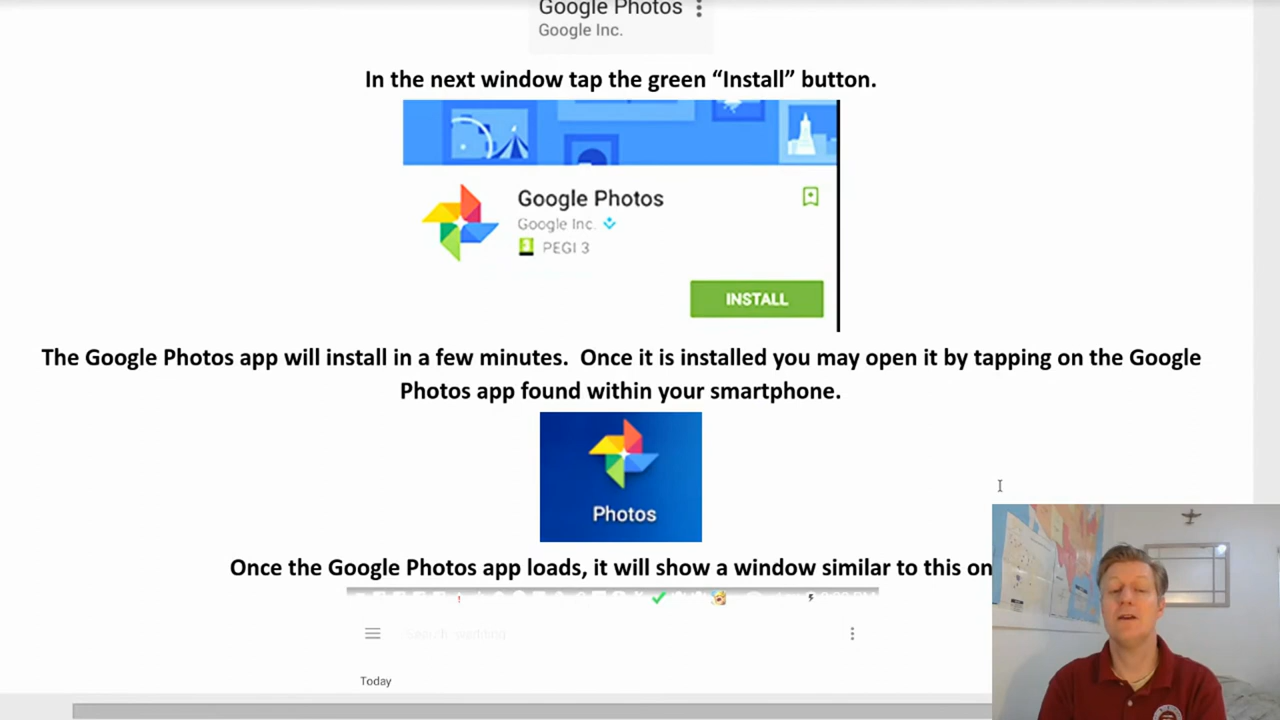 Google Photos
Google Inc.
In the next window tap the green “Install” button.
Google Photos
Google Inc.
PEGI 3
INSTALL
The Google Photos app will install in a few minutes.  Once it is installed you may open it by tapping on the Google
Photos app found within your smartphone.
Photos
Once the Google Photos app loads, it will show a window similar to this on
Today